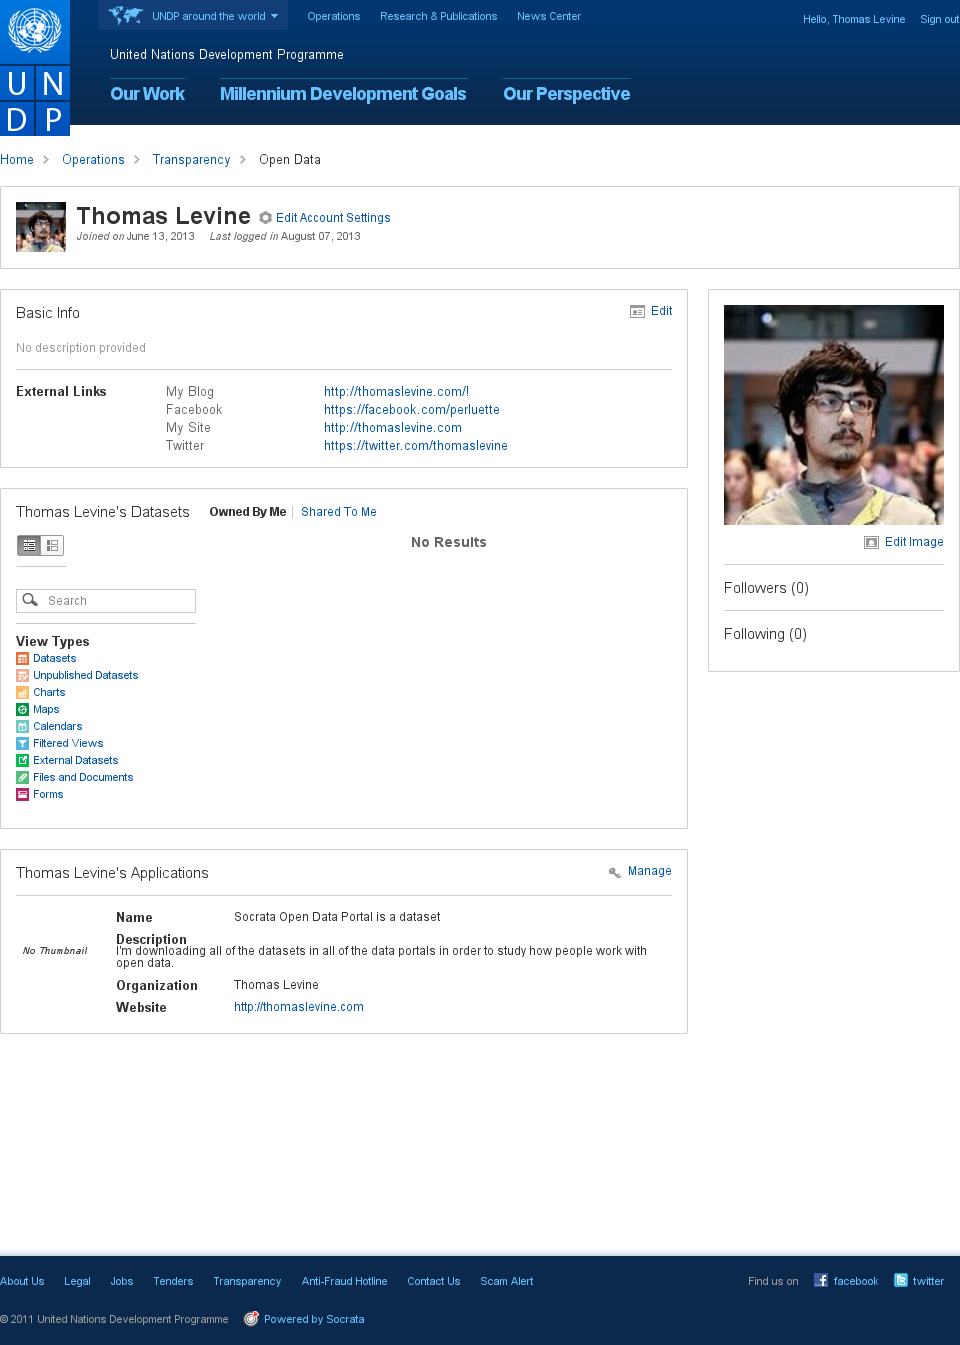 UNDP around the world Operations Research & Publications News Center Hello, Thomas Levine Sign out
United Nations Development Programme
U N
D P
Our Work Millennium Development Goals Our Perspective
Home Operations Transparency Open Data
Thomas Levine Edit Account Settings
Joined on June 13, 2013 Last logged in August 07, 2013
Basic Info Edit
No description provided
External Links My Blog http://thomaslevine.com/!
Facebook https://facebook.com/perluette
My Site http://thomaslevine.com
Twitter https://twitter.com/thomaslevine
Edit Image
Followers (0)
Following (0)
Thomas Levine's Datasets Owned By Me Shared To Me
No Results
Search
View Types
Datasets
Unpublished Datasets
Charts
Maps
Calendars
Filtered Views
External Datasets
Files and Documents
Forms
Thomas Levine's Applications Manage
No Thumbnail
Name Socrata Open Data Portal is a dataset
Description
I'm downloading all of the datasets in all of the data portals in order to study how people work with
open data.
Organization Thomas Levine
Website http://thomaslevine.com
About Us Legal Jobs Tenders Transparency Anti-Fraud Hotline Contact Us Scam Alert Find us on facebook twitter
© 2011 United Nations Development Programme Powered by Socrata